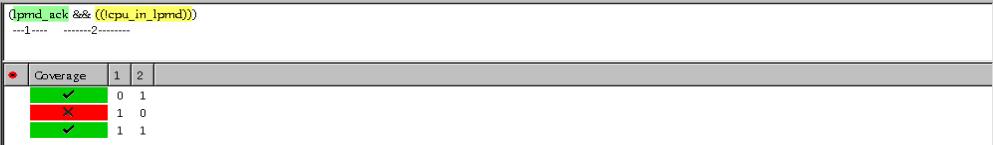 (lpmd_ack && ((!cpu_in_lpmd)))
---1---- -------2--------
Coverage 1 2
0 1
1 0
1 1